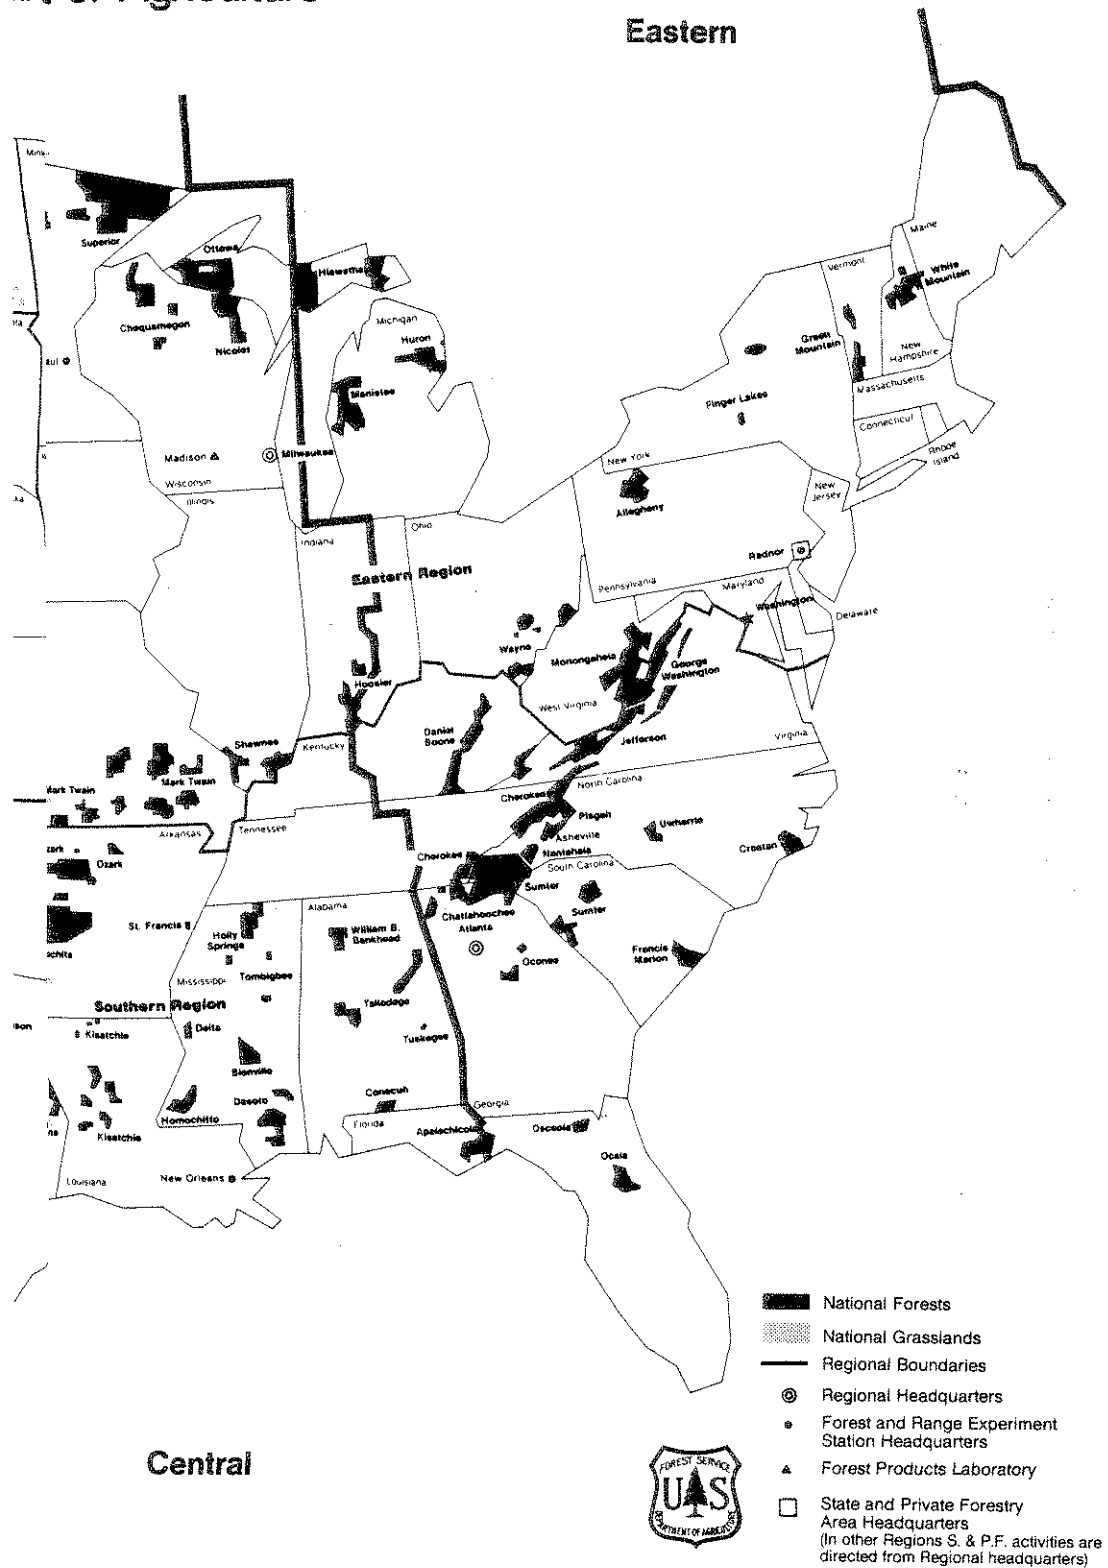 Agriculture
Eastern
Superior
Ottawa
Hiawatha
Chequamegon
Nicolet
Michigan
Huron
Manistee
Madison
Milwaukee
Wisconsin
Illinois
Indiana
Ohio
Eastern Region
Maine
Vermont
White
Mountain
Green
Mountain
New
Hampshire
Massachusetts
Finger Lakes
Connecticut
Rhode
Island
New York
New
Jersey
Allegheny
Radnor
Pennsylvania
Maryland
Washington
Delaware
Wayne
Monongahela
George
Washington
Hoosier
West Virginia
Daniel
Boone
Jefferson
Virginia
Shawnee
Kentucky
Mark Twain
Mark Twain
Cherokee
North Carolina
Pisgah
Arkansas
Tennessee
Asheville
Uwharrie
Croatan
Ozark
Cherokee
Nantahala
South Carolina
Sumter
Alabama
Chattahoochee
Sumter
St. Francis
Holly
Springs
William B.
Bankhead
Atlanta
Oconee
Francis
Marion
Mississippi
Tombigbee
Southern Region
Talladega
Kisatchie
Delta
Tuskegee
Bienville
Conecuh
Georgia
Homochitto
Desoto
Florida
Apalachicola
Osceola
Kisatchie
Ocala
Louisiana
New Orleans
National Forests
National Grasslands
Regional Boundaries
Regional Headquarters
Forest and Range Experiment
Station Headquarters
Forest Products Laboratory
State and Private Forestry
Area Headquarters
(In other Regions S. & P.F. activities are
directed from Regional headquarters)
Central
FOREST SERVICE
U S
DEPARTMENT OF AGRICULTURE